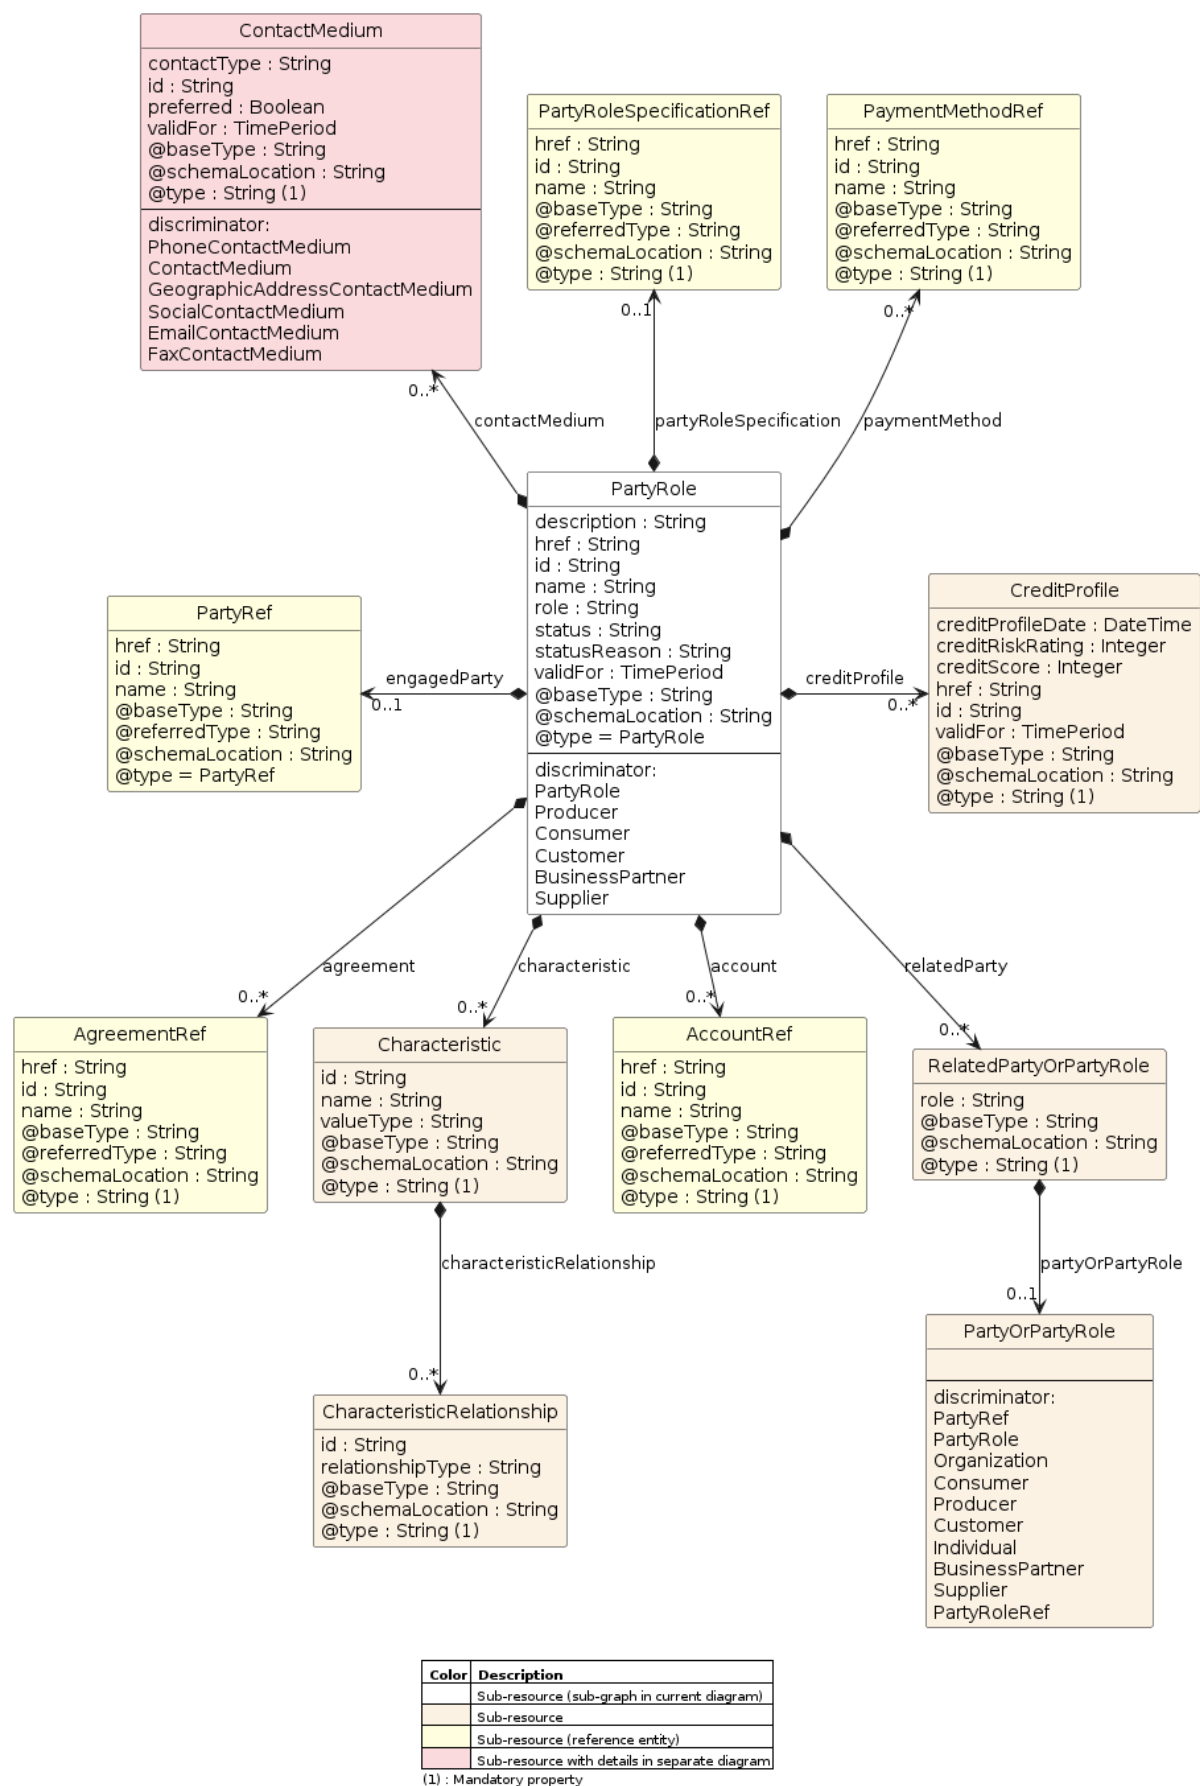 ContactMedium
contactType : String
id : String
preferred : Boolean
validFor : TimePeriod
@baseType : String
@schemaLocation : String
@type : String (1)
discriminator:
PhoneContactMedium
ContactMedium
GeographicAddressContactMedium
SocialContactMedium
EmailContactMedium
FaxContactMedium
PartyRoleSpecificationRef
href : String
id : String
name : String
@baseType : String
@referredType : String
@schemaLocation : String
@type : String (1)
PaymentMethodRef
href : String
id : String
name : String
@baseType : String
@referredType : String
@schemaLocation : String
@type : String (1)
0..*
contactMedium
0..1
partyRoleSpecification
0..*
paymentMethod
PartyRole
description : String
href : String
id : String
name : String
role : String
status : String
statusReason : String
validFor : TimePeriod
@baseType : String
@schemaLocation : String
@type = PartyRole
discriminator:
PartyRole
Producer
Consumer
Customer
BusinessPartner
Supplier
PartyRef
href : String
id : String
name : String
@baseType : String
@referredType : String
@schemaLocation : String
@type = PartyRef
engagedParty
0..1
creditProfile
0..*
CreditProfile
creditProfileDate : DateTime
creditRiskRating : Integer
creditScore : Integer
href : String
id : String
validFor : TimePeriod
@baseType : String
@schemaLocation : String
@type : String (1)
agreement
0..*
characteristic
0..*
account
0..*
relatedParty
0..*
AgreementRef
href : String
id : String
name : String
@baseType : String
@referredType : String
@schemaLocation : String
@type : String (1)
Characteristic
id : String
name : String
valueType : String
@baseType : String
@schemaLocation : String
@type : String (1)
AccountRef
href : String
id : String
name : String
@baseType : String
@referredType : String
@schemaLocation : String
@type : String (1)
RelatedPartyOrPartyRole
role : String
@baseType : String
@schemaLocation : String
@type : String (1)
characteristicRelationship
0..*
partyOrPartyRole
0..1
CharacteristicRelationship
id : String
relationshipType : String
@baseType : String
@schemaLocation : String
@type : String (1)
PartyOrPartyRole
discriminator:
PartyRef
PartyRole
Organization
Consumer
Producer
Customer
Individual
BusinessPartner
Supplier
PartyRoleRef
Color Description
Sub-resource (sub-graph in current diagram)
Sub-resource
Sub-resource (reference entity)
Sub-resource with details in separate diagram
(1) : Mandatory property